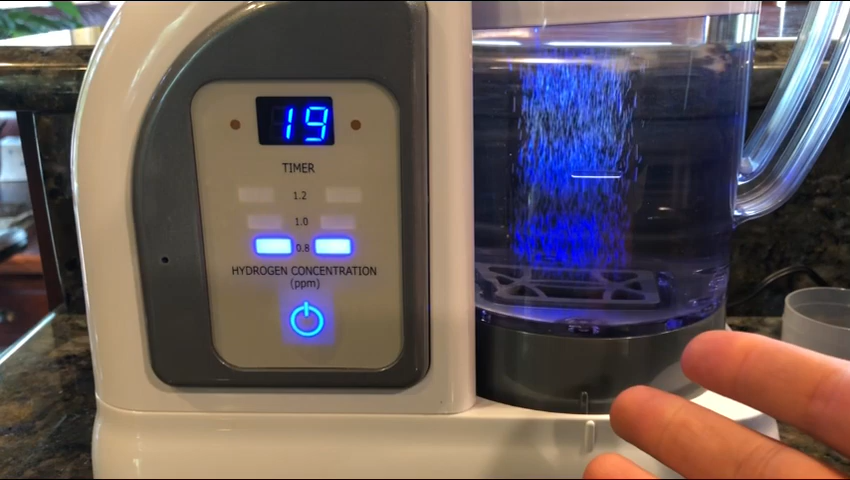 19
TIMER
1.2
1.0
0.8
HYDROGEN CONCENTRATION
(ppm)